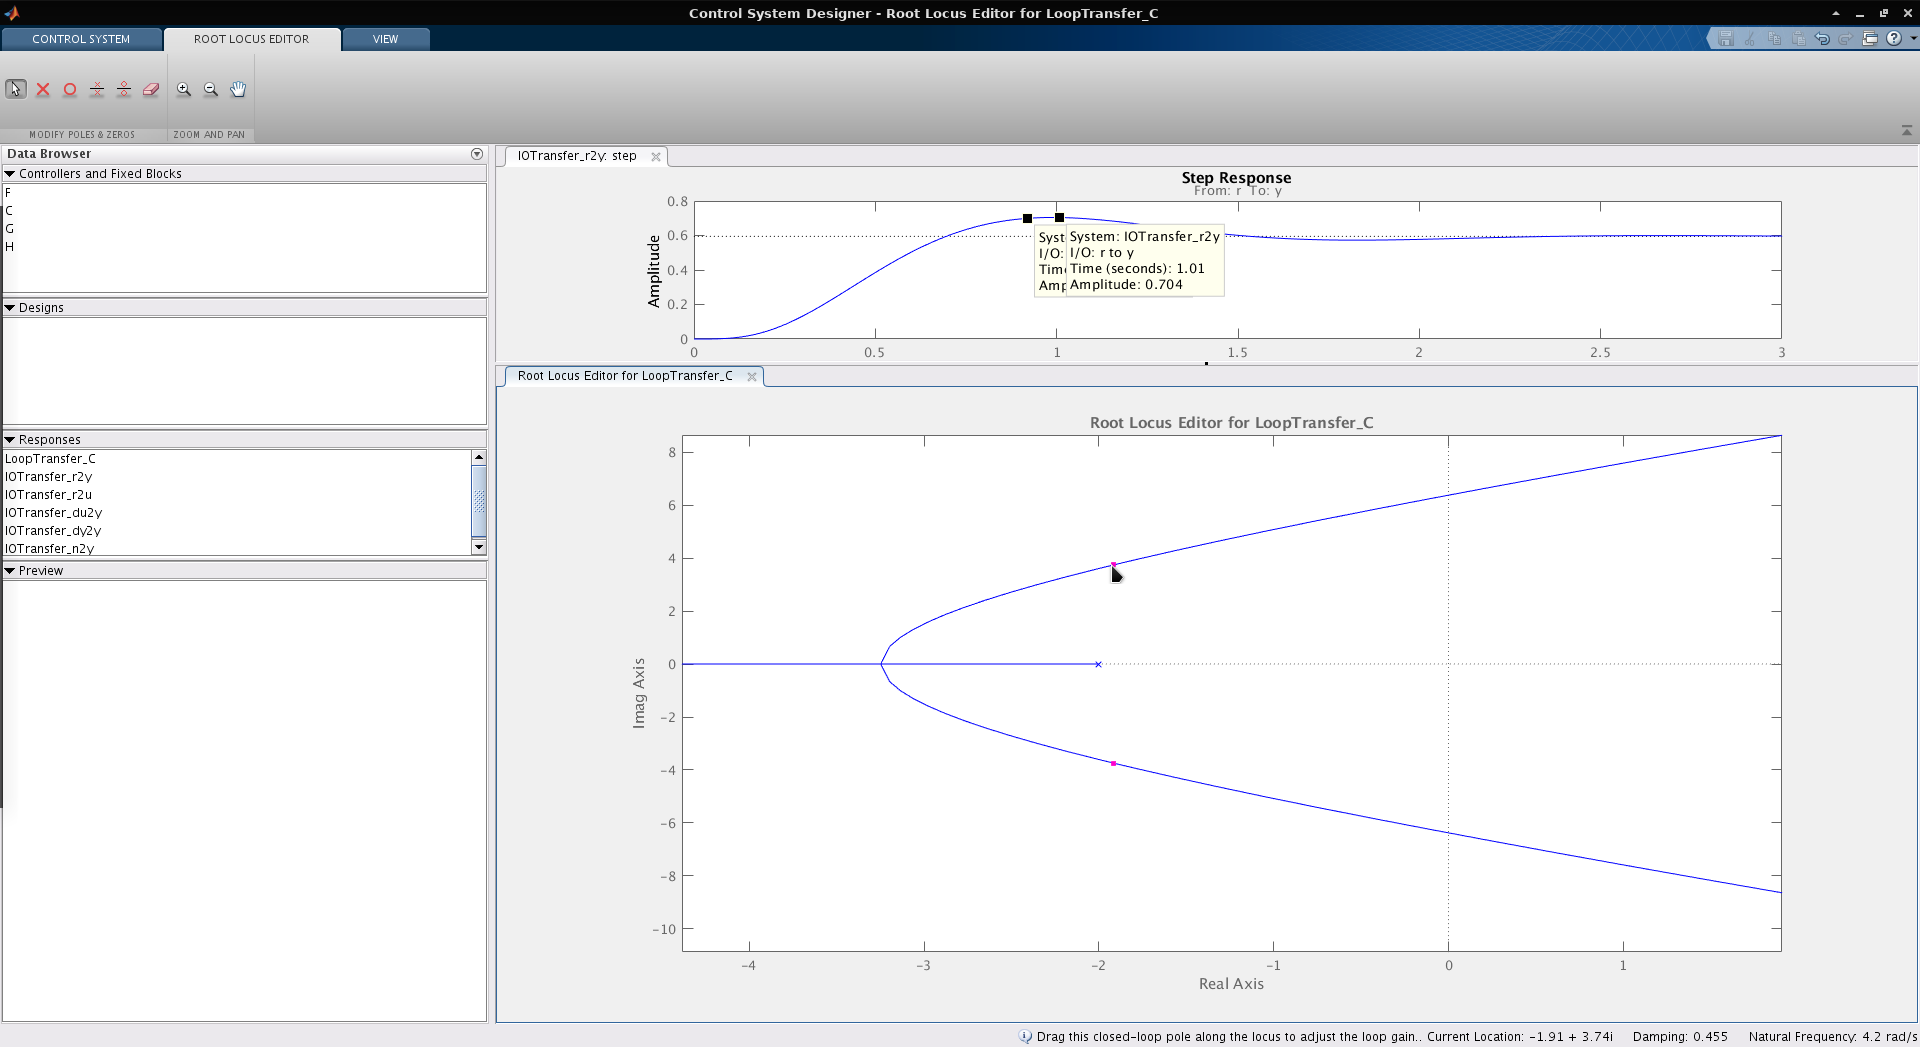 Control System Designer - Root Locus Editor for LoopTransfer_C
CONTROL SYSTEM
ROOT LOCUS EDITOR
VIEW
MODIFY POLES & ZEROS
ZOOM AND PAN
Data Browser
Controllers and Fixed Blocks
F
C
G
H
Designs
Responses
LoopTransfer_C
IOTransfer_r2y
IOTransfer_r2u
IOTransfer_du2y
IOTransfer_dy2y
IOTransfer_n2y
Preview
IOTransfer_r2y: step
Step Response
From: r To: y
Amplitude
0.8
0.6
0.4
0.2
0
0 0.5 1 1.5 2 2.5 3
Syst
I/O:
Time
Amp
System: IOTransfer_r2y
I/O: r to y
Time (seconds): 1.01
Amplitude: 0.704
Root Locus Editor for LoopTransfer_C
Root Locus Editor for LoopTransfer_C
Imag Axis
8
6
4
2
0
-2
-4
-6
-8
-10
-4 -3 -2 -1 0 1
Real Axis
Drag this closed-loop pole along the locus to adjust the loop gain.. Current Location: -1.91 + 3.74i Damping: 0.455 Natural Frequency: 4.2 rad/s